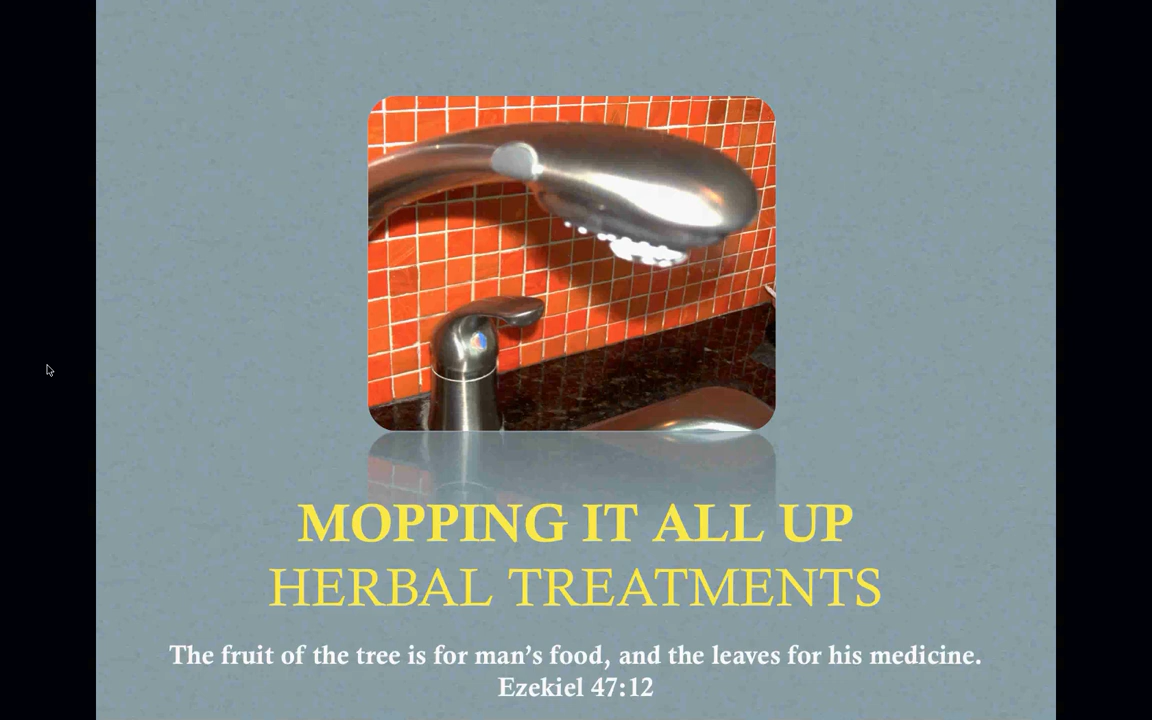 MOPPING IT ALL UP
HERBAL TREATMENTS
The fruit of the tree is for man’s food, and the leaves for his medicine.
Ezekiel 47:12